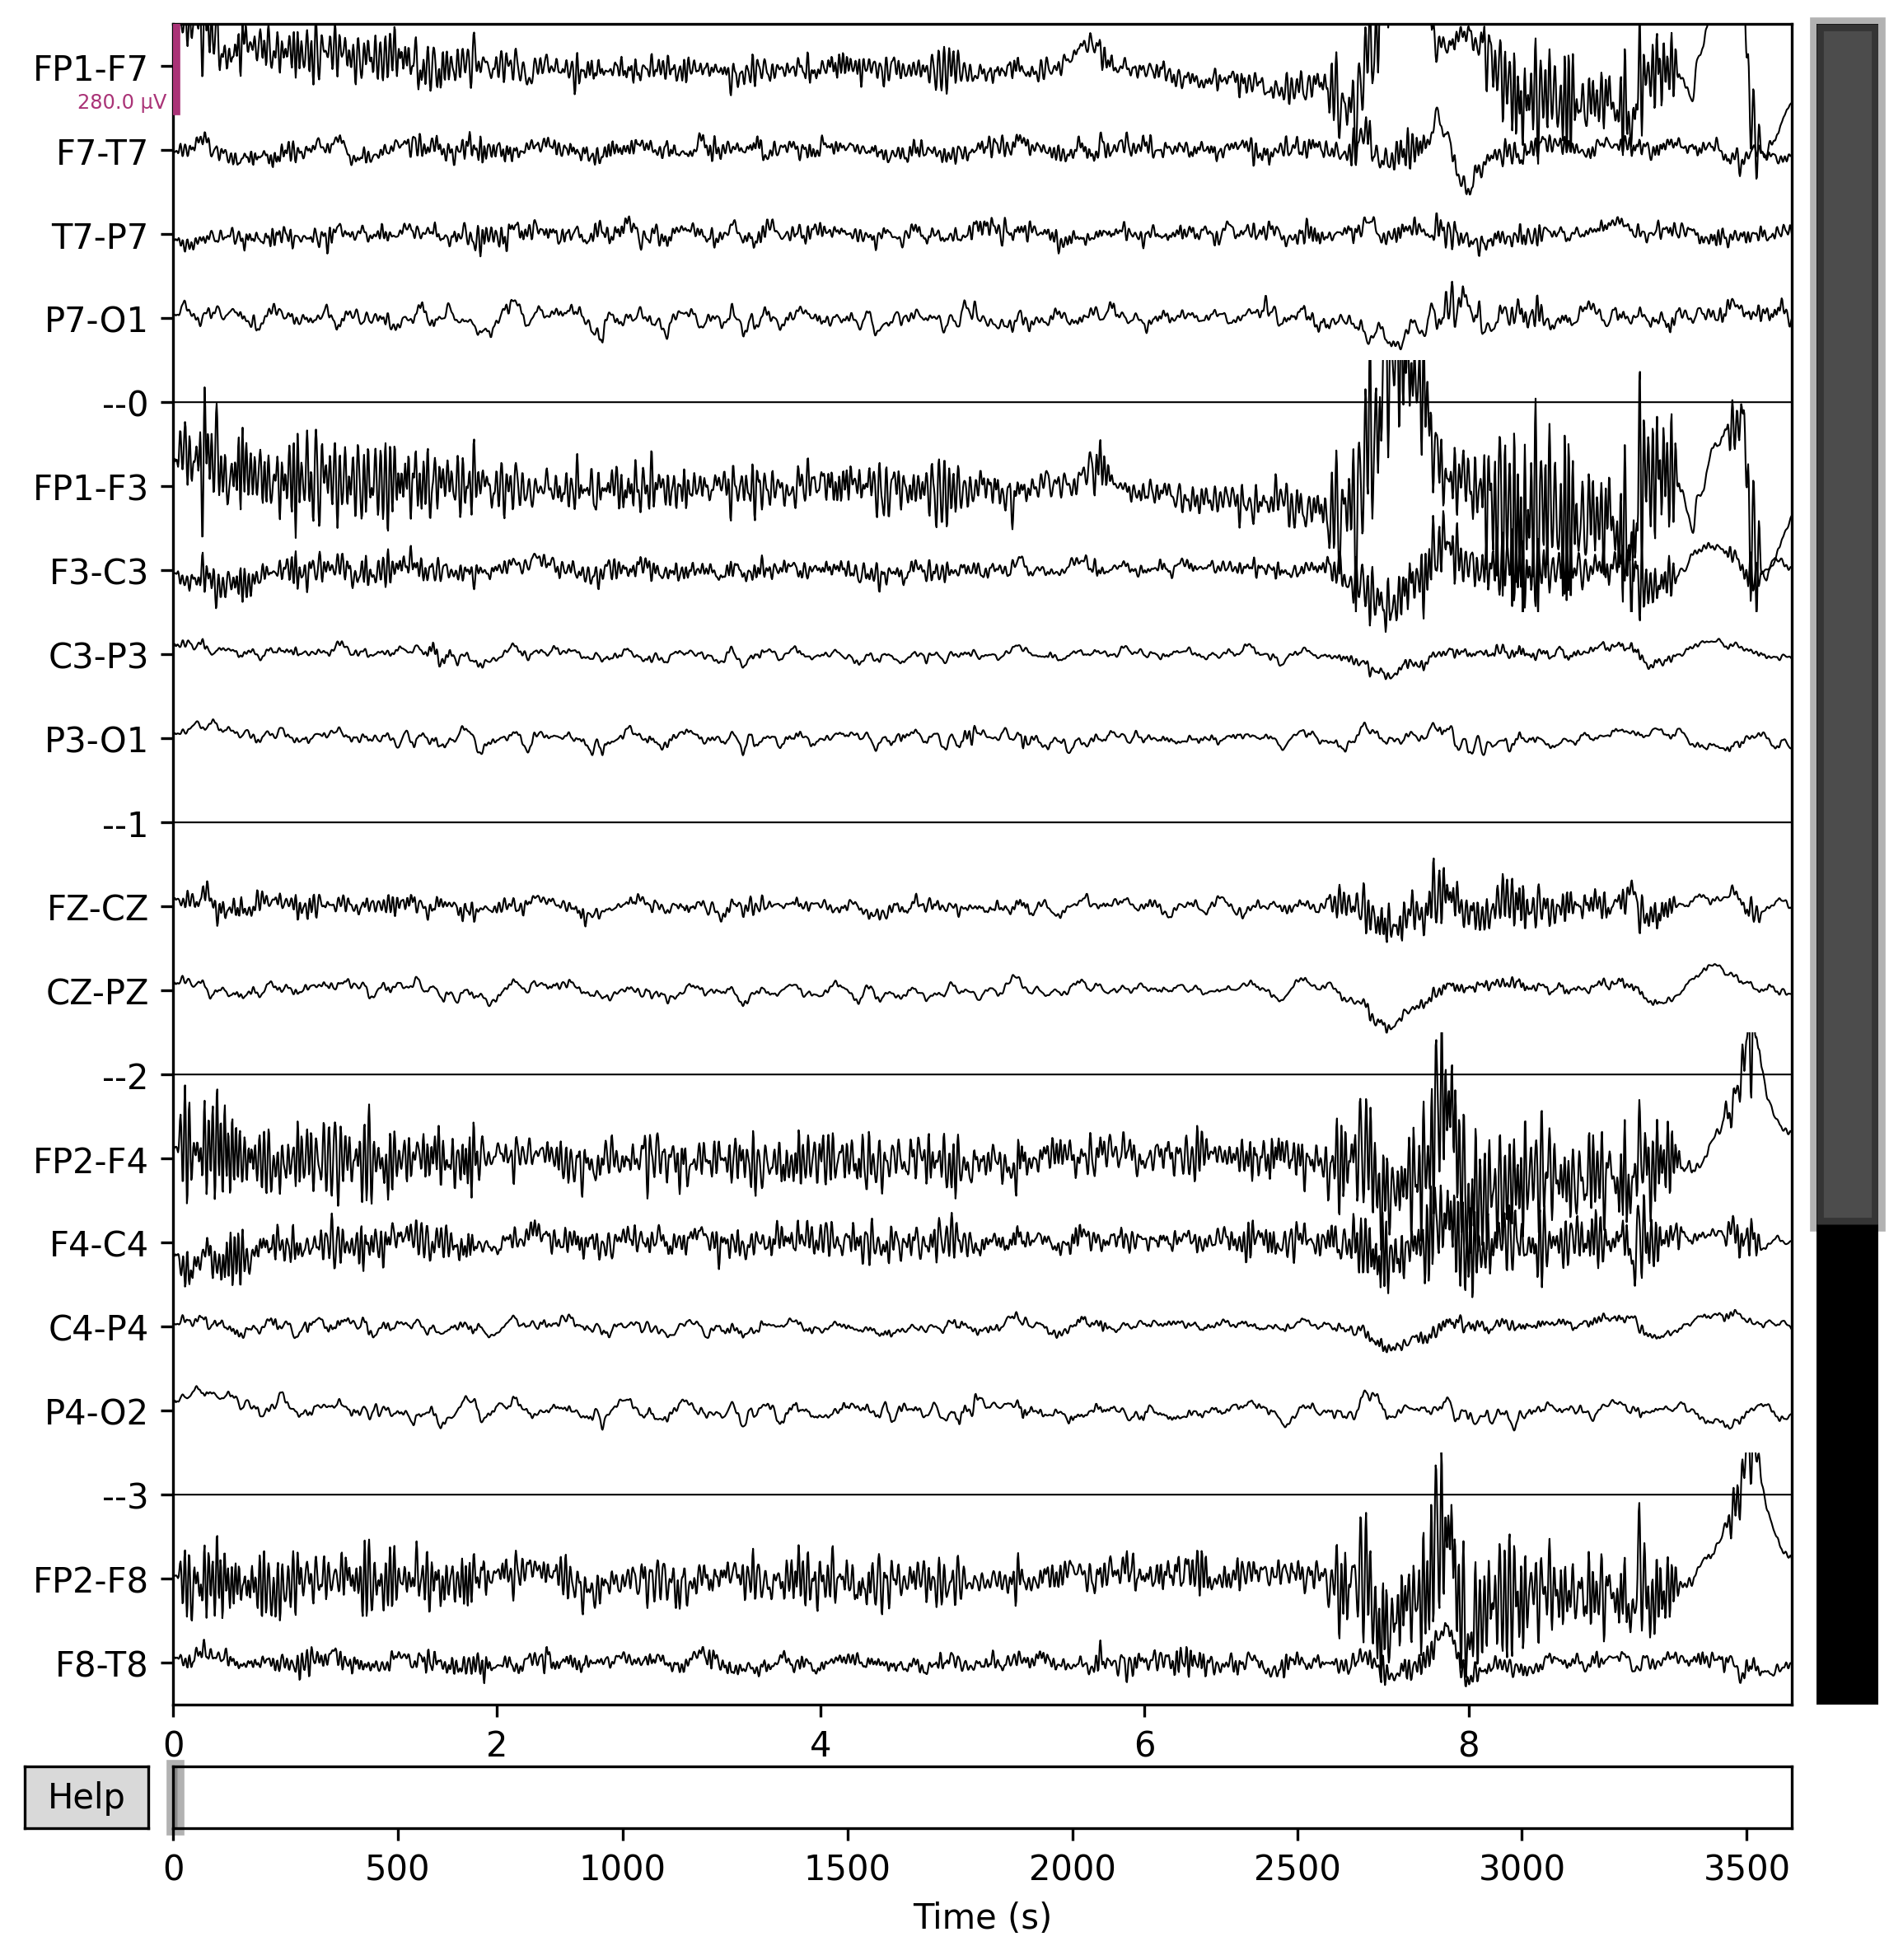 FP1-F7
280.0 µV
F7-T7
T7-P7
P7-O1
--0
FP1-F3
F3-C3
C3-P3
P3-O1
--1
FZ-CZ
CZ-PZ
--2
FP2-F4
F4-C4
C4-P4
P4-O2
--3
FP2-F8
F8-T8
0 2 4 6 8
Help
0 500 1000 1500 2000 2500 3000 3500
Time (s)